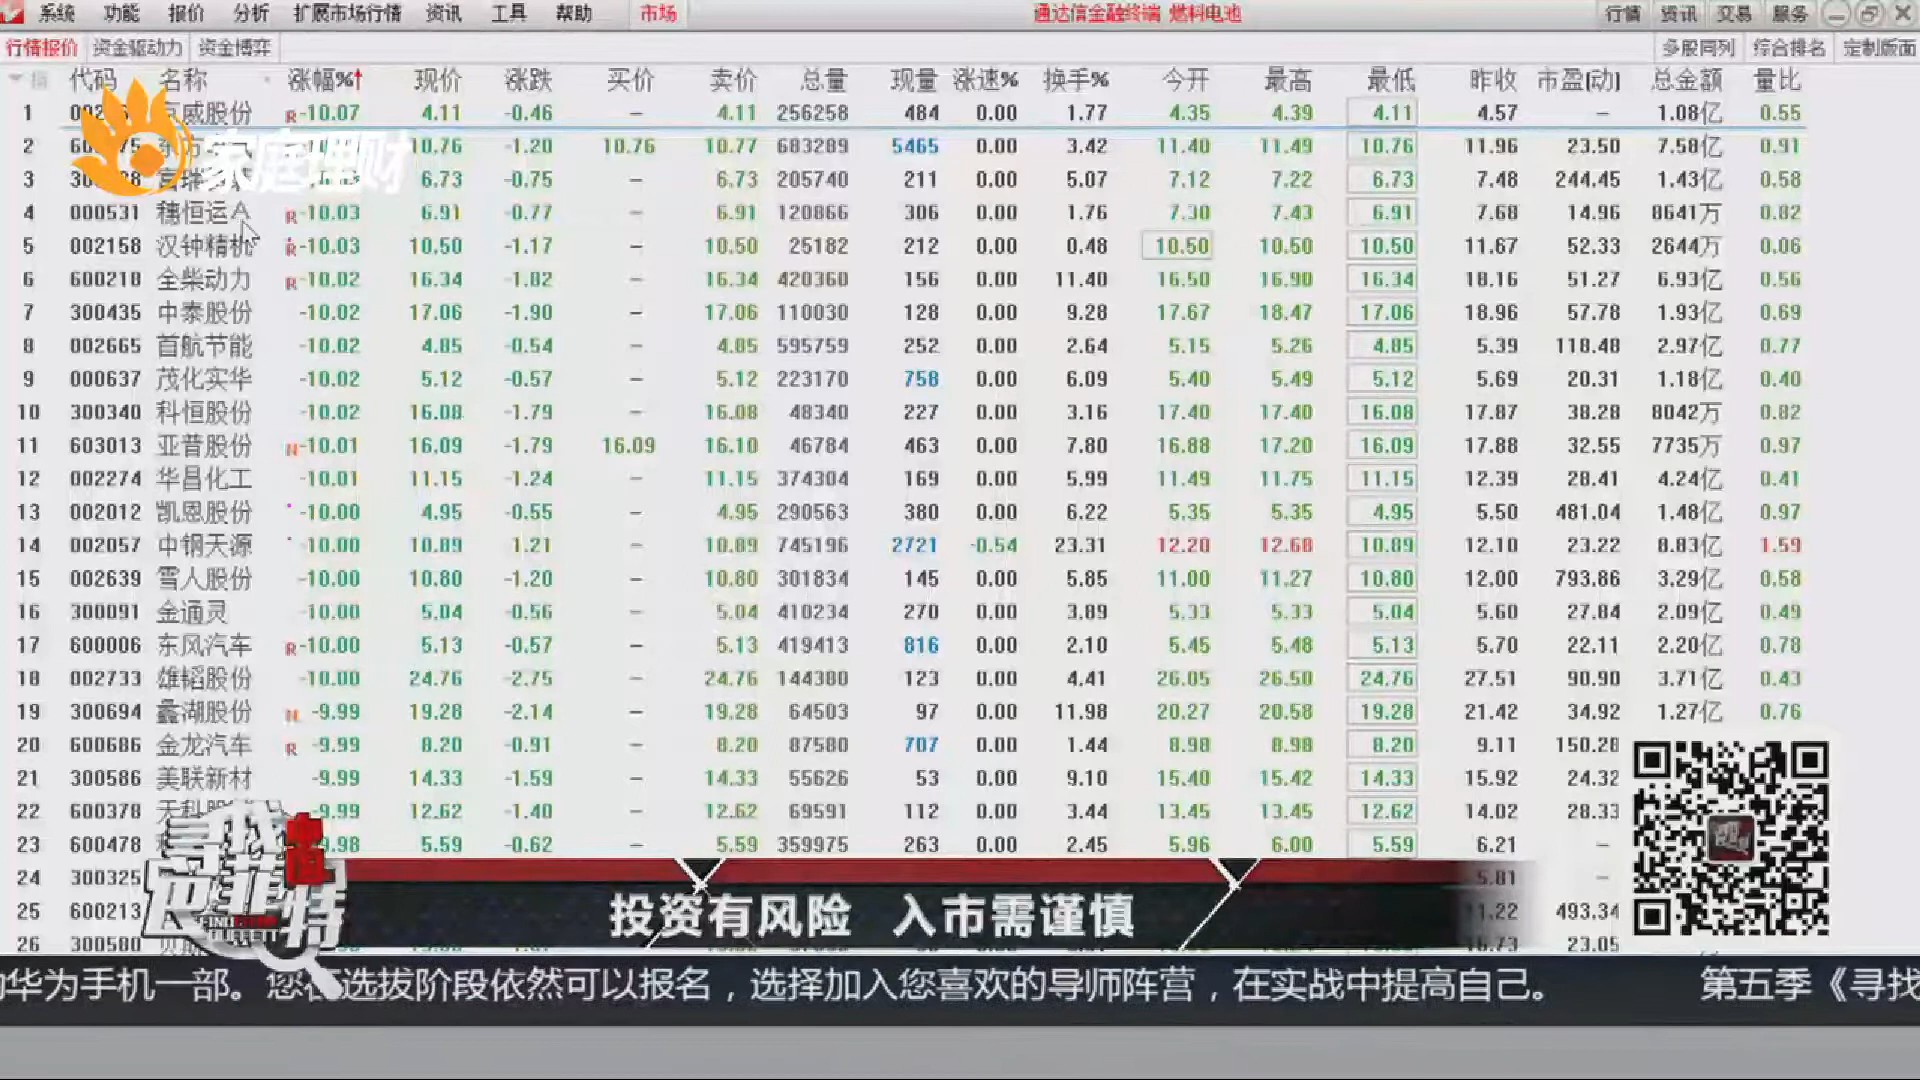 系统 功能 报价 分析 扩展市场行情 资讯 工具 帮助 市场 通达信金融终端 燃料电池 行情 资讯 交易 服务
行情报价 资金驱动力 资金博弈 多股同列 综合排名 定制版面
代码 名称 涨幅%↑ 现价 涨跌 买价 卖价 总量 现量 涨速% 换手% 今开 最高 最低 昨收 市盈(动) 总金额 量比
1 京威股份 R -10.07 4.11 -0.46 – 4.11 256258 484 0.00 1.77 4.35 4.39 4.11 4.57 – 1.08亿 0.55
2 10.76 -1.20 10.76 10.77 683289 5465 0.00 3.42 11.40 11.49 10.76 11.96 23.50 7.58亿 0.91
家庭理财
3 6.73 -0.75 – 6.73 205740 211 0.00 5.07 7.12 7.22 6.73 7.48 244.45 1.43亿 0.58
4 000531 穗恒运A R -10.03 6.91 -0.77 – 6.91 120866 306 0.00 1.76 7.30 7.43 6.91 7.68 14.96 8641万 0.82
5 002158 汉钟精机 R -10.03 10.50 -1.17 – 10.50 25182 212 0.00 0.48 10.50 10.50 10.50 11.67 52.33 2644万 0.06
6 600218 全柴动力 R -10.02 16.34 -1.82 – 16.34 420360 156 0.00 11.40 16.50 16.90 16.34 18.16 51.27 6.93亿 0.56
7 300435 中泰股份 -10.02 17.06 -1.90 – 17.06 110030 128 0.00 9.28 17.67 18.47 17.06 18.96 57.78 1.93亿 0.69
8 002665 首航节能 -10.02 4.85 -0.54 – 4.85 595759 252 0.00 2.64 5.15 5.26 4.85 5.39 118.48 2.97亿 0.77
9 000637 茂化实华 -10.02 5.12 -0.57 – 5.12 223170 758 0.00 6.09 5.40 5.49 5.12 5.69 20.31 1.18亿 0.40
10 300340 科恒股份 -10.02 16.08 -1.79 – 16.08 48340 227 0.00 3.16 17.40 17.40 16.08 17.87 38.28 8042万 0.82
11 603013 亚普股份 N -10.01 16.09 -1.79 16.09 16.10 46784 463 0.00 7.80 16.88 17.20 16.09 17.88 32.55 7735万 0.97
12 002274 华昌化工 -10.01 11.15 -1.24 – 11.15 374304 169 0.00 5.99 11.49 11.75 11.15 12.39 28.41 4.24亿 0.41
13 002012 凯恩股份 -10.00 4.95 -0.55 – 4.95 290563 380 0.00 6.22 5.35 5.35 4.95 5.50 481.04 1.48亿 0.97
14 002057 中钢天源 -10.00 10.89 1.21 – 10.89 745196 2721 -0.54 23.31 12.20 12.68 10.89 12.10 23.22 8.83亿 1.59
15 002639 雪人股份 -10.00 10.80 -1.20 – 10.80 301834 145 0.00 5.85 11.00 11.27 10.80 12.00 793.86 3.29亿 0.58
16 300091 金通灵 -10.00 5.04 -0.56 – 5.04 410234 270 0.00 3.89 5.33 5.33 5.04 5.60 27.84 2.09亿 0.49
17 600006 东风汽车 R -10.00 5.13 -0.57 – 5.13 419413 816 0.00 2.10 5.45 5.48 5.13 5.70 22.11 2.20亿 0.78
18 002733 雄韬股份 -10.00 24.76 -2.75 – 24.76 144380 123 0.00 4.41 26.05 26.50 24.76 27.51 90.90 3.71亿 0.43
19 300694 蠡湖股份 N -9.99 19.28 -2.14 – 19.28 64503 97 0.00 11.98 20.27 20.58 19.28 21.42 34.92 1.27亿 0.76
20 600686 金龙汽车 R -9.99 8.20 -0.91 – 8.20 87580 707 0.00 1.44 8.98 8.98 8.20 9.11 150.28
21 300586 美联新材 -9.99 14.33 -1.59 – 14.33 55626 53 0.00 9.10 15.40 15.42 14.33 15.92 24.32
22 600378 天科股 -9.99 12.62 -1.40 – 12.62 69591 112 0.00 3.44 13.45 13.45 12.62 14.02 28.33
23 600478 9.98 5.59 -0.62 – 5.59 359975 263 0.00 2.45 5.96 6.00 5.59 6.21 –
24 300325 5.81 –
25 600213 11.22 493.34
26 300580 23.05
寻找中国巴菲特
投资有风险 入市需谨慎
华为手机一部。您在选拔阶段依然可以报名，选择加入您喜欢的导师阵营，在实战中提高自己。 第五季《寻找